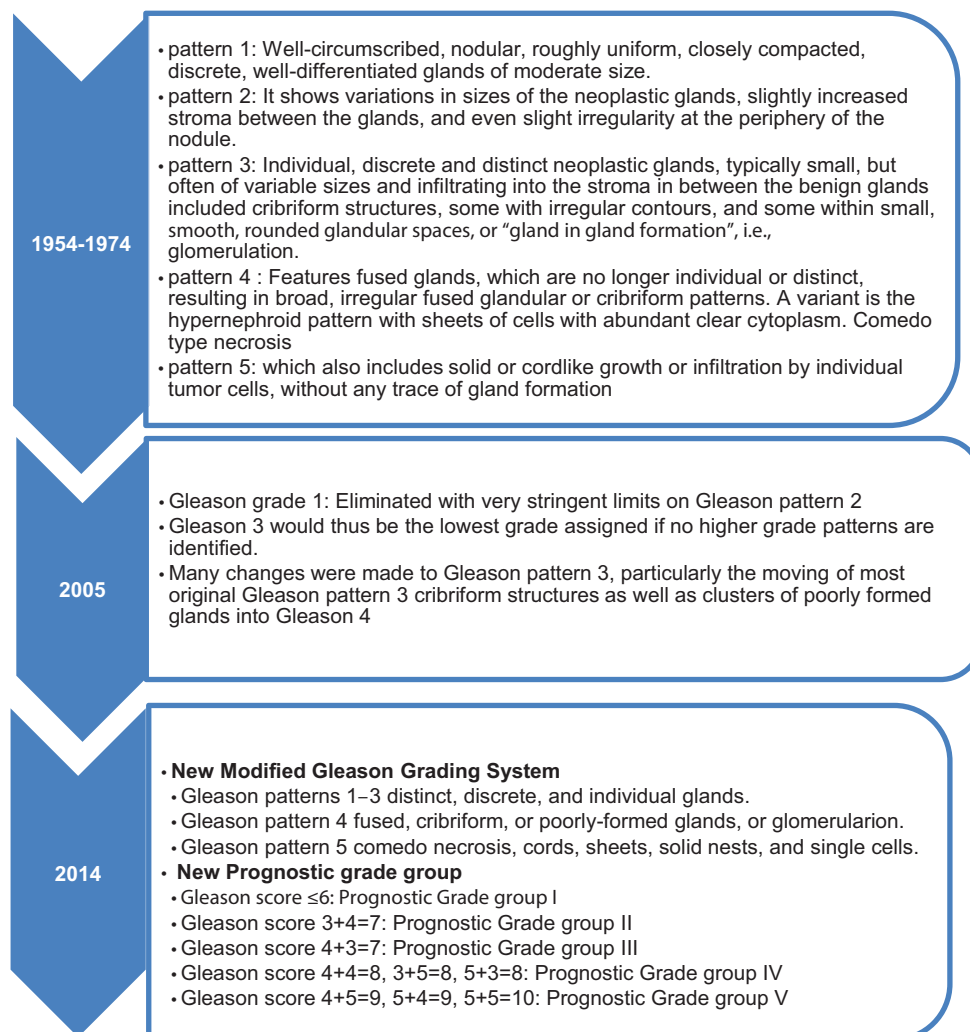 1954-1974
• pattern 1: Well-circumscribed, nodular, roughly uniform, closely compacted,
discrete, well-differentiated glands of moderate size.
• pattern 2: It shows variations in sizes of the neoplastic glands, slightly increased
stroma between the glands, and even slight irregularity at the periphery of the
nodule.
• pattern 3: Individual, discrete and distinct neoplastic glands, typically small, but
often of variable sizes and infiltrating into the stroma in between the benign glands
included cribriform structures, some with irregular contours, and some within small,
smooth, rounded glandular spaces, or “gland in gland formation”, i.e.,
glomerulation.
• pattern 4 : Features fused glands, which are no longer individual or distinct,
resulting in broad, irregular fused glandular or cribriform patterns. A variant is the
hypernephroid pattern with sheets of cells with abundant clear cytoplasm. Comedo
type necrosis
• pattern 5: which also includes solid or cordlike growth or infiltration by individual
tumor cells, without any trace of gland formation
2005
• Gleason grade 1: Eliminated with very stringent limits on Gleason pattern 2
• Gleason 3 would thus be the lowest grade assigned if no higher grade patterns are
identified.
• Many changes were made to Gleason pattern 3, particularly the moving of most
original Gleason pattern 3 cribriform structures as well as clusters of poorly formed
glands into Gleason 4
2014
• New Modified Gleason Grading System
• Gleason patterns 1–3 distinct, discrete, and individual glands.
• Gleason pattern 4 fused, cribriform, or poorly-formed glands, or glomerularion.
• Gleason pattern 5 comedo necrosis, cords, sheets, solid nests, and single cells.
• New Prognostic grade group
• Gleason score ≤6: Prognostic Grade group I
• Gleason score 3+4=7: Prognostic Grade group II
• Gleason score 4+3=7: Prognostic Grade group III
• Gleason score 4+4=8, 3+5=8, 5+3=8: Prognostic Grade group IV
• Gleason score 4+5=9, 5+4=9, 5+5=10: Prognostic Grade group V